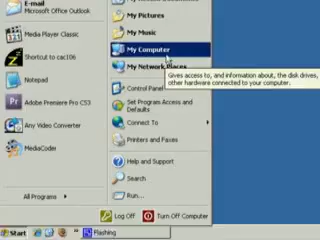 E-mail
Microsoft Office Outlook
Media Player Classic
Shortcut to cac106
Notepad
Adobe Premiere Pro CS3
Any Video Converter
MediaCoder
All Programs
My Pictures
My Music
My Computer
My Network Places
Gives access to, and information about, the disk drives,
other hardware connected to your computer.
Control Panel
Set Program Access and
Defaults
Connect To
Printers and Faxes
Help and Support
Search
Run...
Log Off
Turn Off Computer
Start
Flashing